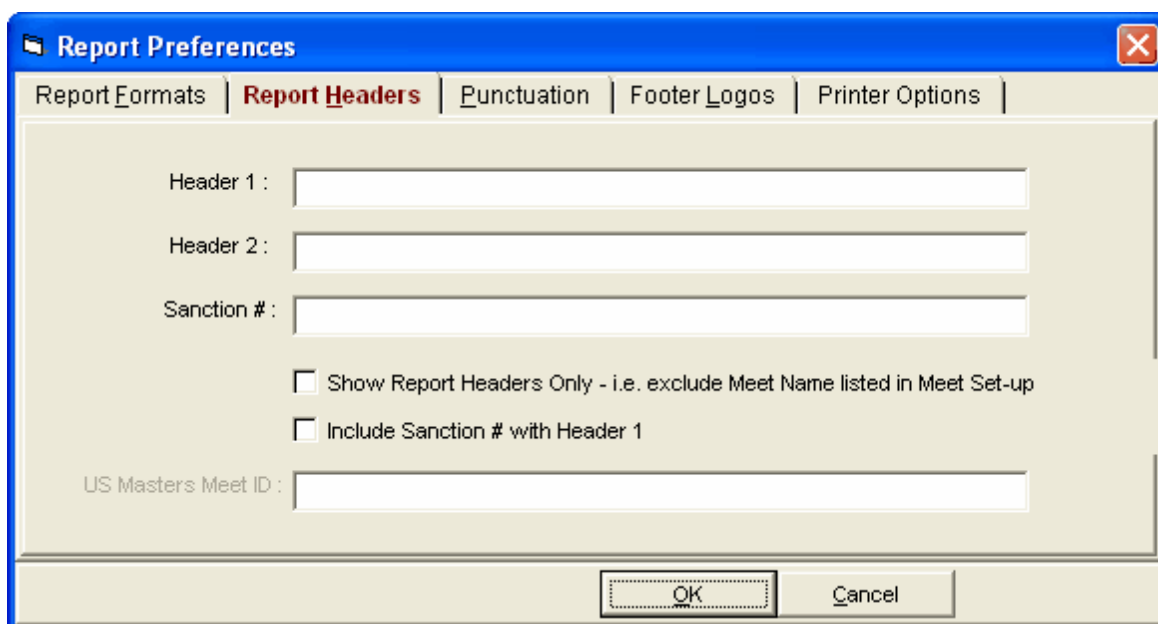 Report Preferences
Report Formats Report Headers Punctuation Footer Logos Printer Options
Header 1 :
Header 2 :
Sanction # :
Show Report Headers Only - i.e. exclude Meet Name listed in Meet Set-up
Include Sanction # with Header 1
US Masters Meet ID :
OK Cancel